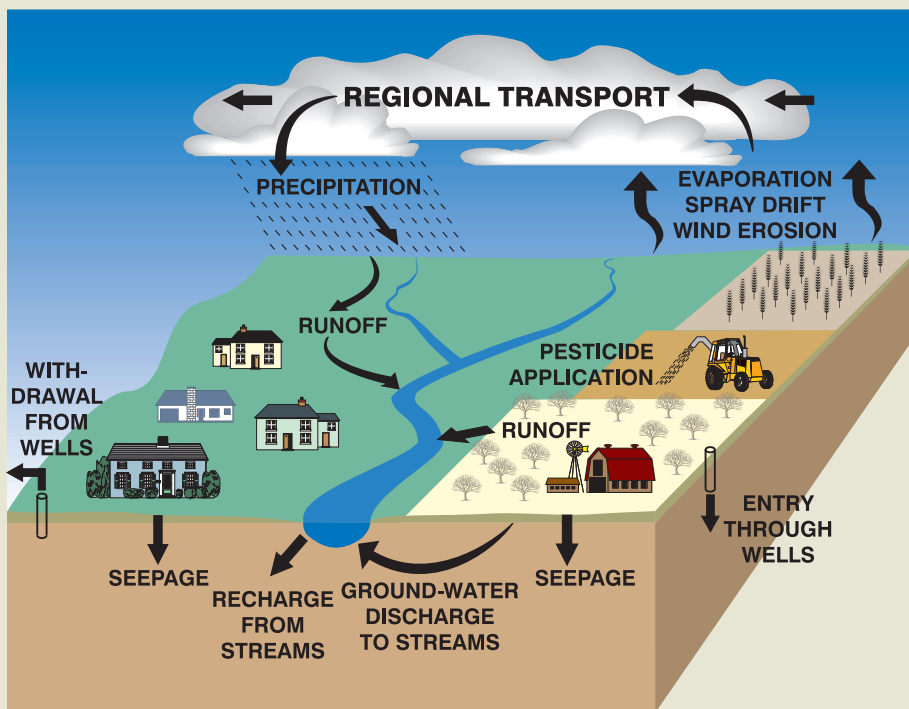 REGIONAL TRANSPORT
PRECIPITATION
EVAPORATION
SPRAY DRIFT
WIND EROSION
RUNOFF
WITH-
DRAWAL
FROM
WELLS
PESTICIDE
APPLICATION
RUNOFF
ENTRY
THROUGH
WELLS
SEEPAGE
RECHARGE
FROM
STREAMS
GROUND-WATER
DISCHARGE
TO STREAMS
SEEPAGE